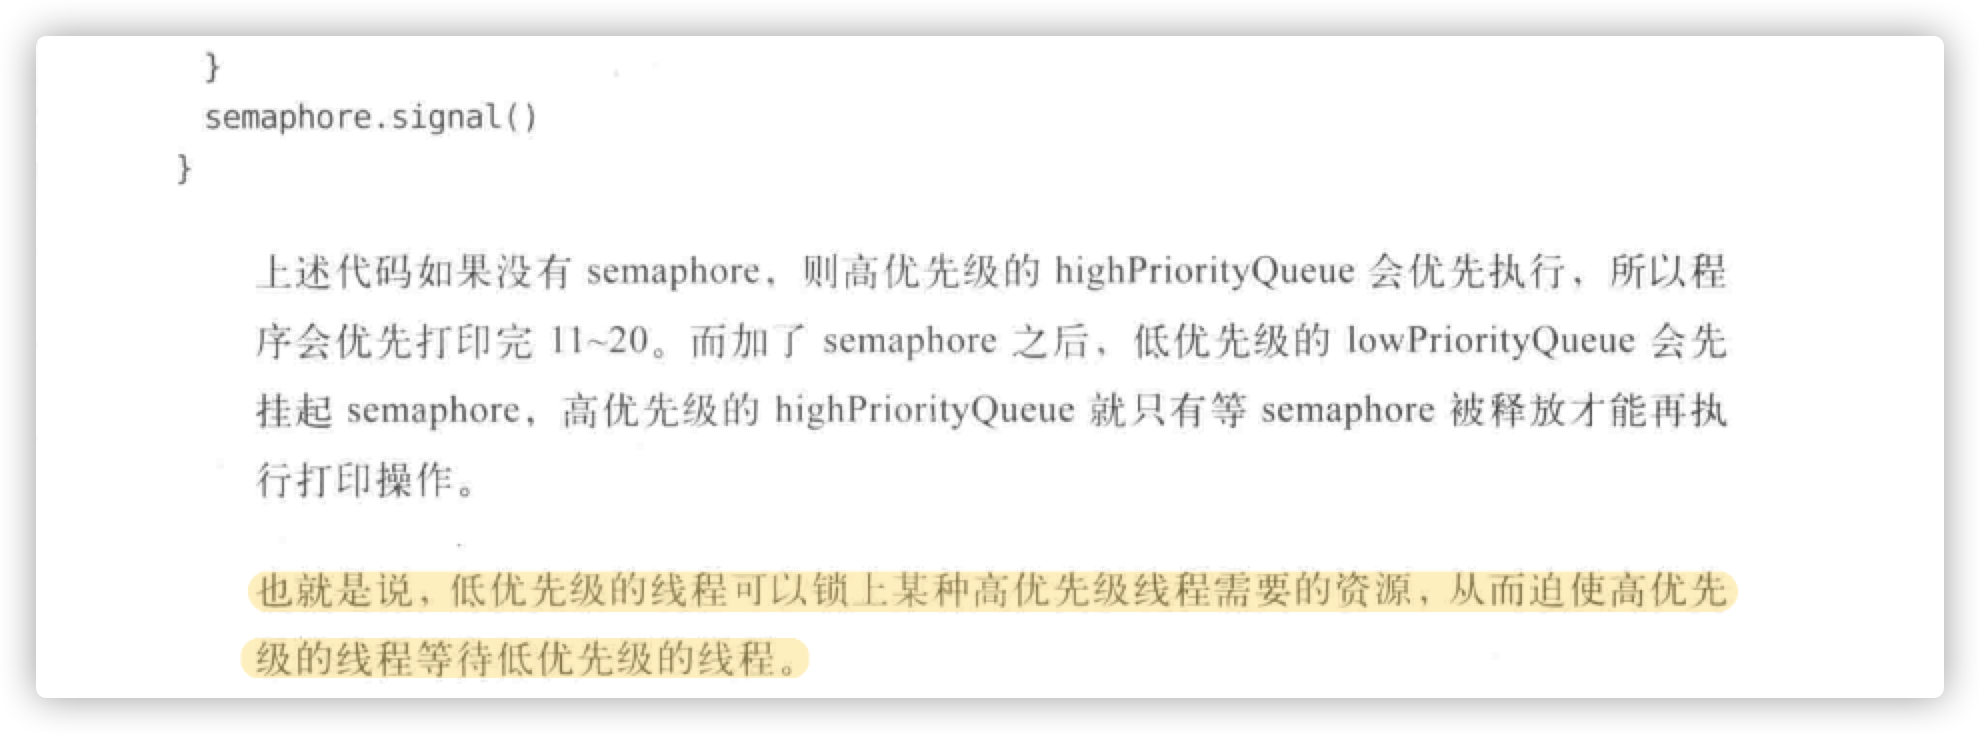 }
semaphore.signal()
}
上述代码如果没有 semaphore，则高优先级的 highPriorityQueue 会优先执行，所以程
序会优先打印完 11~20。而加了 semaphore 之后，低优先级的 lowPriorityQueue 会先
挂起 semaphore，高优先级的 highPriorityQueue 就只有等 semaphore 被释放才能再执
行打印操作。
也就是说，低优先级的线程可以锁上某种高优先级线程需要的资源，从而迫使高优先
级的线程等待低优先级的线程。